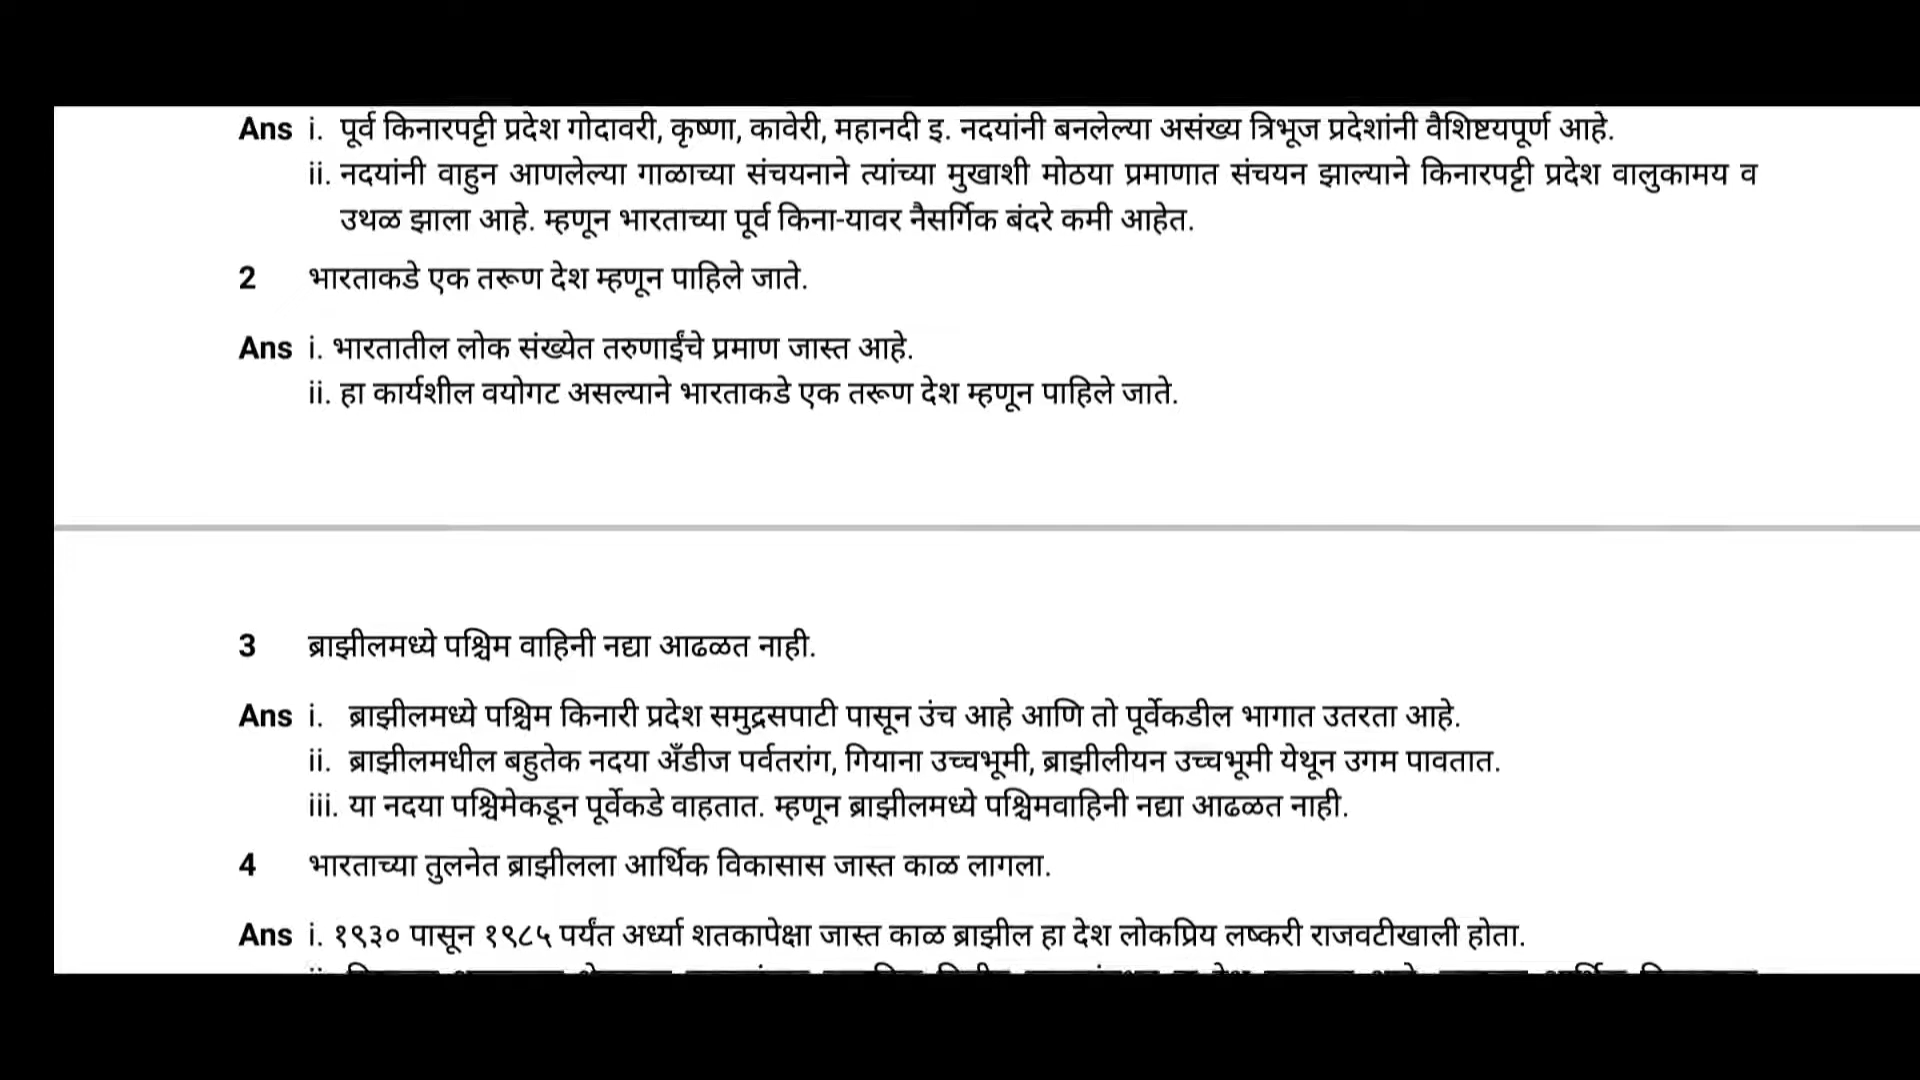 Ans i. पूर्व किनारपट्टी प्रदेश गोदावरी, कृष्णा, कावेरी, महानदी इ. नदयांनी बनलेल्या असंख्य त्रिभूज प्रदेशांनी वैशिष्टयपूर्ण आहे.
ii. नदयांनी वाहुन आणलेल्या गाळाच्या संचयनाने त्यांच्या मुखाशी मोठया प्रमाणात संचयन झाल्याने किनारपट्टी प्रदेश वालुकामय व
उथळ झाला आहे. म्हणून भारताच्या पूर्व किना-यावर नैसर्गिक बंदरे कमी आहेत.
2 भारताकडे एक तरूण देश म्हणून पाहिले जाते.
Ans i. भारतातील लोक संख्येत तरुणाईंचे प्रमाण जास्त आहे.
ii. हा कार्यशील वयोगट असल्याने भारताकडे एक तरूण देश म्हणून पाहिले जाते.
3 ब्राझीलमध्ये पश्चिम वाहिनी नद्या आढळत नाही.
Ans i. ब्राझीलमध्ये पश्चिम किनारी प्रदेश समुद्रसपाटी पासून उंच आहे आणि तो पूर्वेकडील भागात उतरता आहे.
ii. ब्राझीलमधील बहुतेक नदया अँडीज पर्वतरांग, गियाना उच्चभूमी, ब्राझीलीयन उच्चभूमी येथून उगम पावतात.
iii. या नदया पश्चिमेकडून पूर्वेकडे वाहतात. म्हणून ब्राझीलमध्ये पश्चिमवाहिनी नद्या आढळत नाही.
4 भारताच्या तुलनेत ब्राझीलला आर्थिक विकासास जास्त काळ लागला.
Ans i. १९३० पासून १९८५ पर्यंत अर्ध्या शतकापेक्षा जास्त काळ ब्राझील हा देश लोकप्रिय लष्करी राजवटीखाली होता.